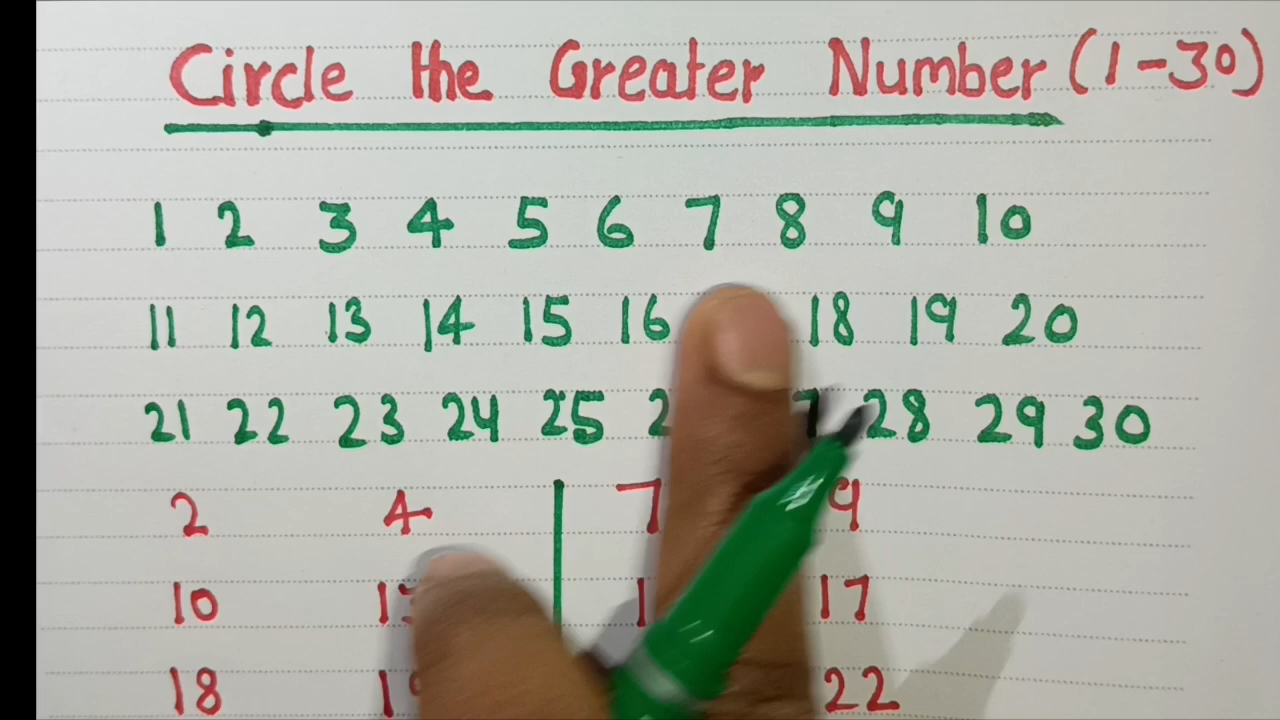 Circle the Greater Number (1-30)
1 2 3 4 5 6 7 8 9 10
11 12 13 14 15 16 18 19 20
21 22 23 24 25 28 29 30
2 4 7 9
10 17
18 22